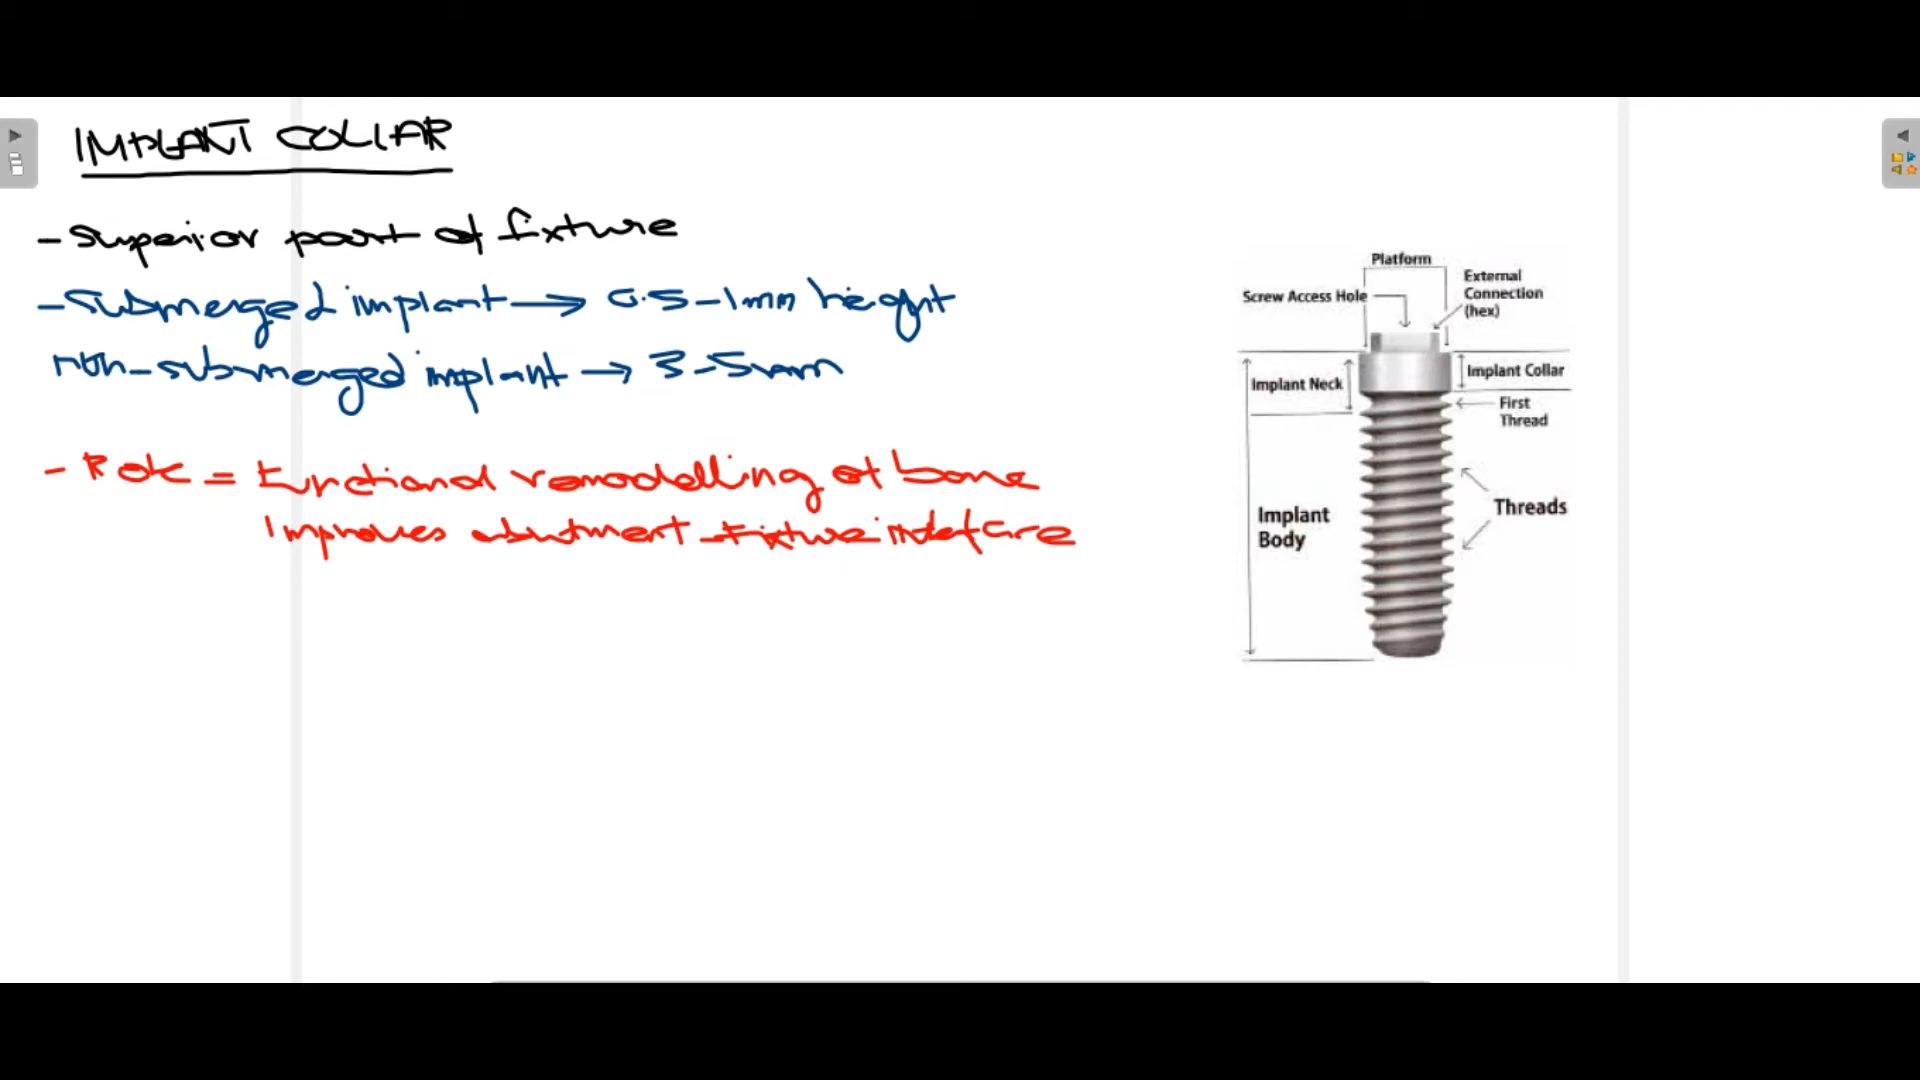 IMPLANT COLLAR
- Superior part of fixture
- Submerged implant → 0.5-1mm height
non-submerged implant → 3-5mm
- Role = Functional remodelling of bone
Improves abutment-fixture interface
Platform
Screw Access Hole
External
Connection
(hex)
Implant Neck
Implant Collar
First
Thread
Implant
Body
Threads